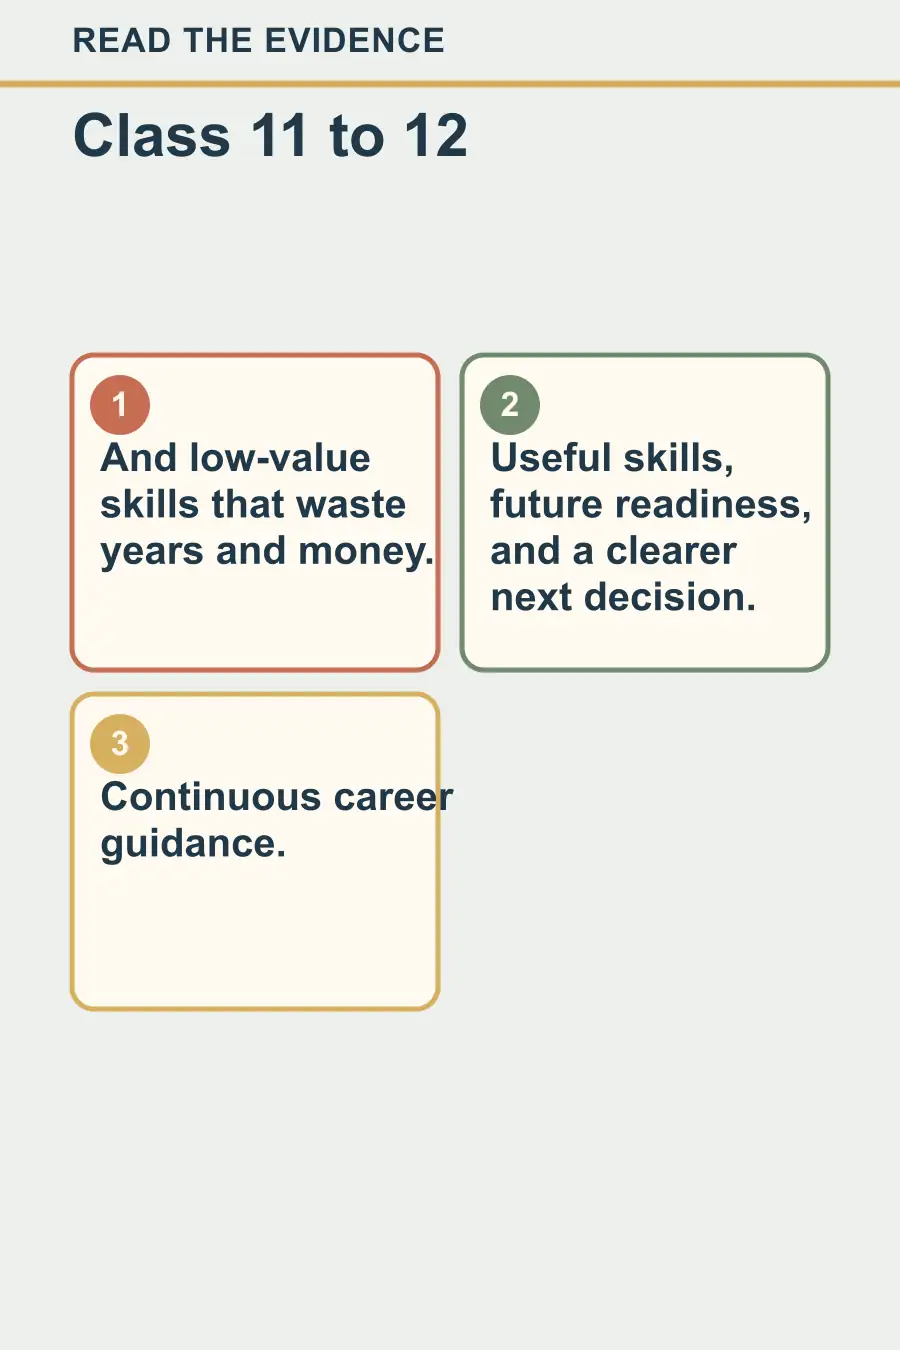 READ THE EVIDENCE
Class 11 to 12
1
And low-value
skills that waste
years and money.
2
Useful skills,
future readiness,
and a clearer
next decision.
3
Continuous career
guidance.